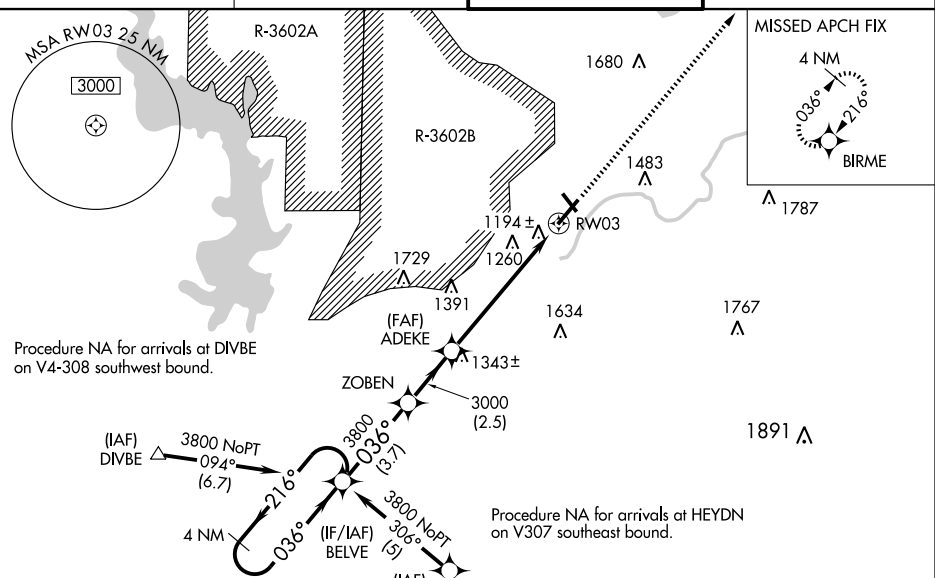 MSA RW03 25 NM
3000
R-3602A
R-3602B
1680
MISSED APCH FIX
4 NM
036°
216°
BIRME
1483
1787
1194 ±
RW03
1260
1729
1391
1634
1767
(FAF)
ADEKE
1343±
Procedure NA for arrivals at DIVBE
on V4-308 southwest bound.
ZOBEN
3000
(2.5)
1891
(IAF)
DIVBE
3800 NoPT
094°
(6.7)
3800
036°
(3.7)
216°
036°
4 NM
(IF/IAF)
BELVE
3800 NoPT
306°
(5)
Procedure NA for arrivals at HEYDN
on V307 southeast bound.